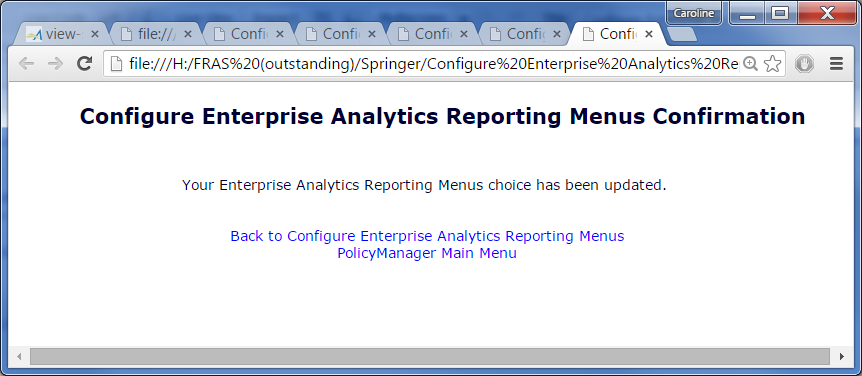 Caroline
view-
file:///
Confi
Confi
Confi
Confi
Confi
file:///H:/FRAS%20(outstanding)/Springer/Configure%20Enterprise%20Analytics%20Re
Configure Enterprise Analytics Reporting Menus Confirmation
Your Enterprise Analytics Reporting Menus choice has been updated.
Back to Configure Enterprise Analytics Reporting Menus
PolicyManager Main Menu